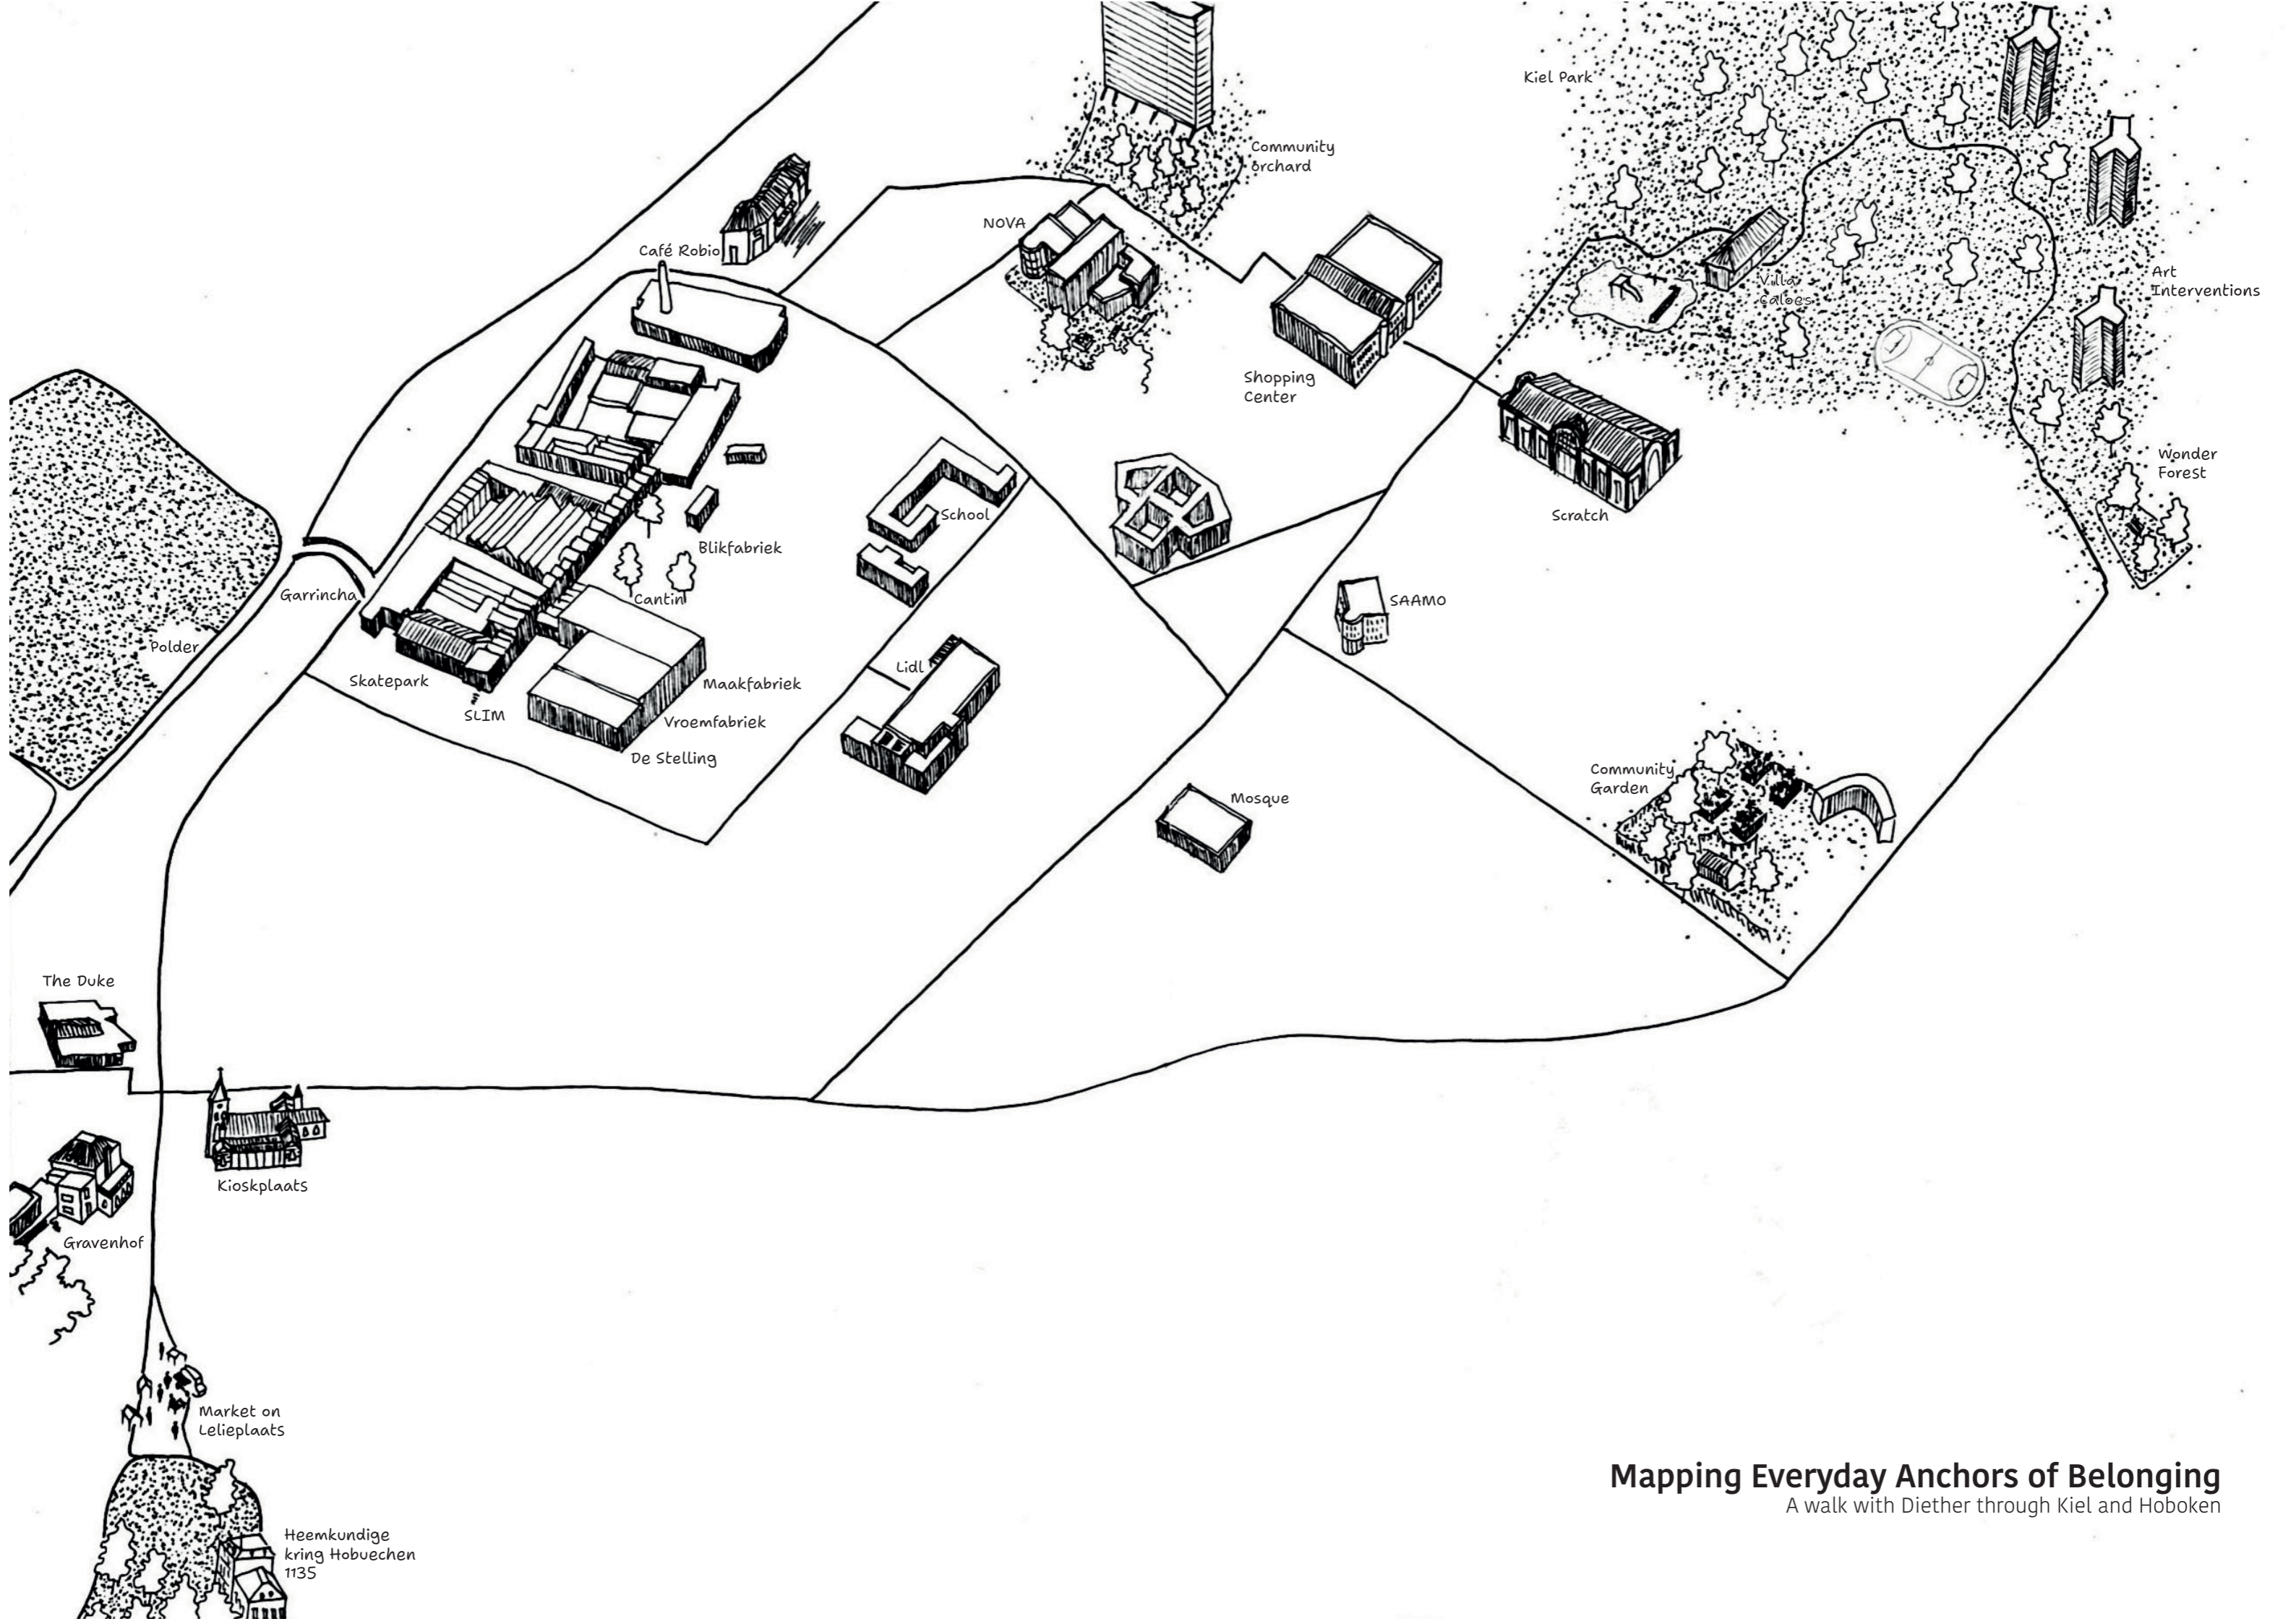 Kiel Park
Community
orchard
NOVA
Café Robio
Art
Interventions
Villa
Caloes
Shopping
Center
Wonder
Forest
School
Scratch
Blikfabriek
Garrincha
Cantin
SAAMO
Polder
Lidl
Skatepark
Maakfabriek
SLIM
Vroemfabriek
De Stelling
Community
Garden
Mosque
The Duke
Kioskplaats
Gravenhof
Market on
Lelieplaats
Mapping Everyday Anchors of Belonging
A walk with Diether through Kiel and Hoboken
Heemkundige
kring Hobuechen
1135